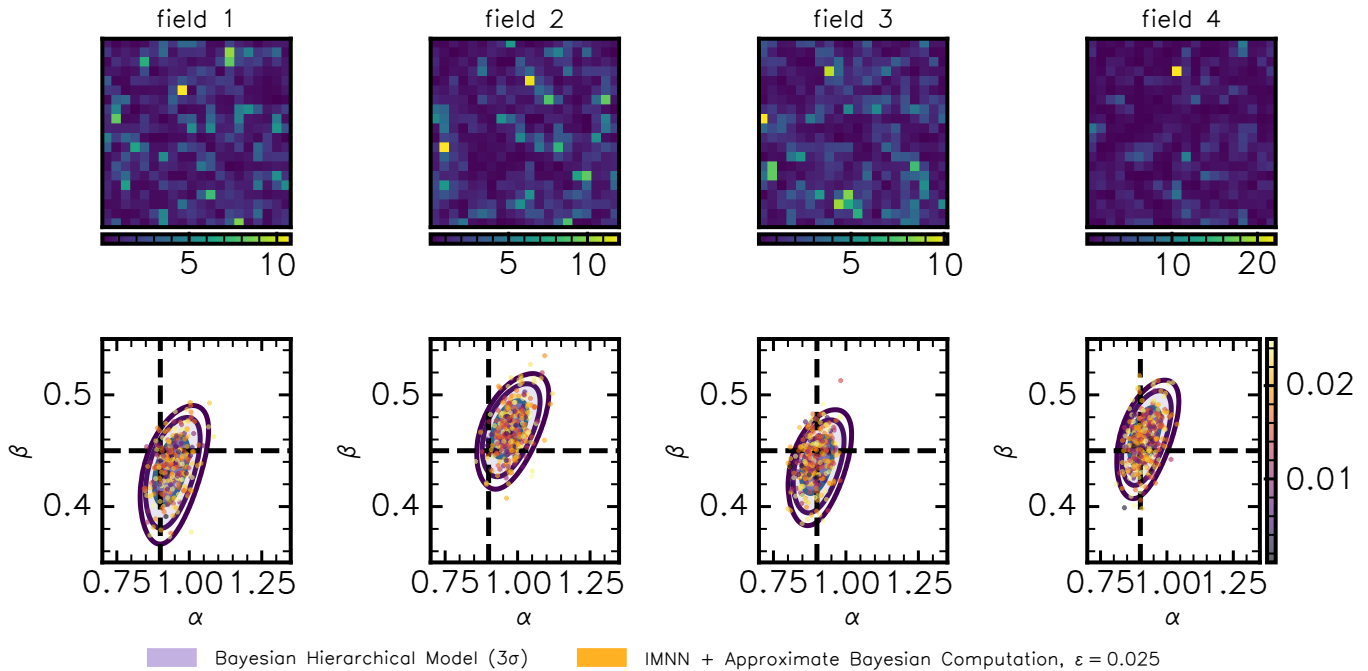 field 1 field 2 field 3 field 4
5 10 5 10 5 10 10 20
0.5 0.5 0.5 0.5 0.02
β β β β
0.4 0.4 0.4 0.4 0.01
0.75 1.00 1.25 0.75 1.00 1.25 0.75 1.00 1.25 0.75 1.00 1.25
α α α α
Bayesian Hierarchical Model (3σ) IMNN + Approximate Bayesian Computation, ε = 0.025